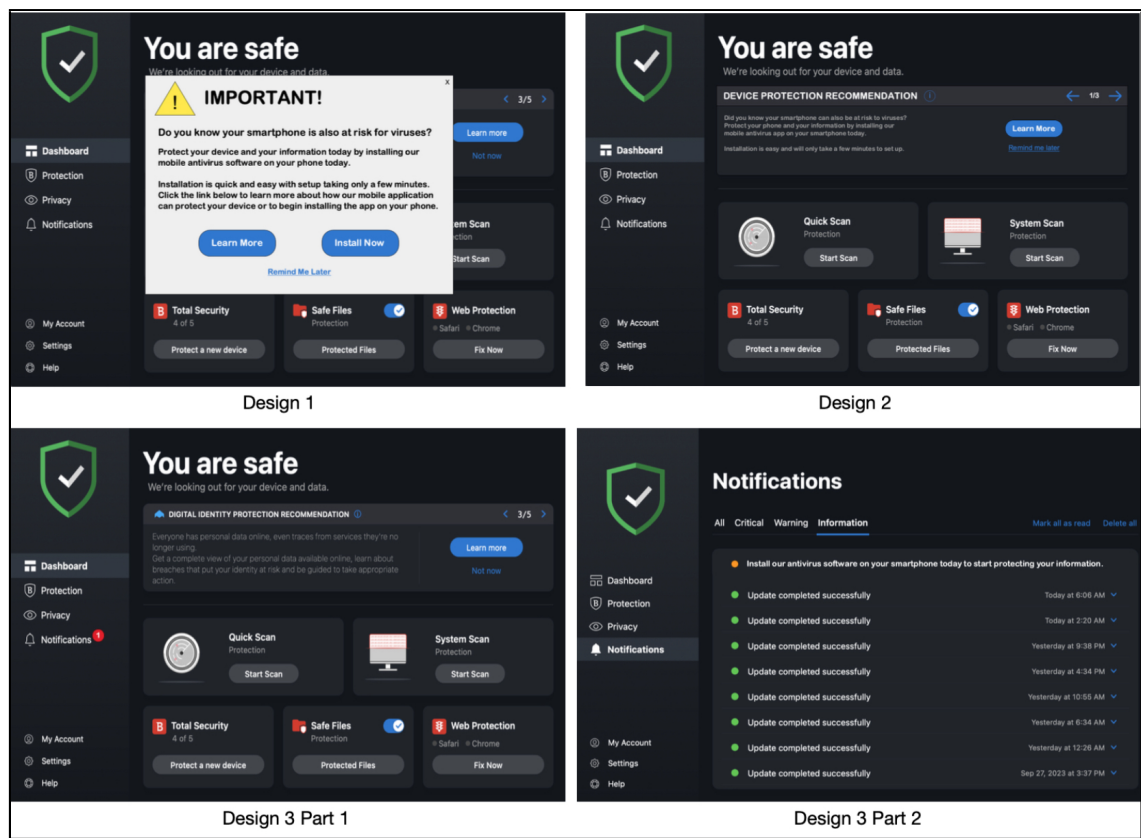 You are safe
We're looking out for your device and data.
x
!
IMPORTANT!
Do you know your smartphone is also at risk for viruses?
Protect your device and your information today by installing our
mobile antivirus software on your phone today.
Installation is quick and easy with setup taking only a few minutes.
Click the link below to learn more about how our mobile application
can protect your device or to begin installing the app on your phone.
Learn More
Install Now
Remind Me Later
3/5
Learn more
Not now
Dashboard
B Protection
Privacy
Notifications
My Account
Settings
Help
em Scan
ction
Start Scan
B Total Security
4 of 5
Protect a new device
Safe Files
Protection
Protected Files
Web Protection
Safari Chrome
Fix Now
Design 1
You are safe
We're looking out for your device and data.
DEVICE PROTECTION RECOMMENDATION
1/3
Did you know your smartphone can also be at risk to viruses?
Protect your phone and your information by installing our
mobile antivirus app on your smartphone today.
Installation is easy and will only take a few minutes to set up.
Learn More
Remind me later
Dashboard
B Protection
Privacy
Notifications
My Account
Settings
Help
Quick Scan
Protection
Start Scan
System Scan
Protection
Start Scan
B Total Security
4 of 5
Protect a new device
Safe Files
Protection
Protected Files
Web Protection
Safari Chrome
Fix Now
Design 2
You are safe
We're looking out for your device and data.
DIGITAL IDENTITY PROTECTION RECOMMENDATION
3/5
Everyone has personal data online, even traces from services they're no
longer using.
Get a complete view of your personal data available online, learn about
breaches that put your identity at risk and be guided to take appropriate
action.
Learn more
Not now
Dashboard
B Protection
Privacy
Notifications 1
My Account
Settings
Help
Quick Scan
Protection
Start Scan
System Scan
Protection
Start Scan
B Total Security
4 of 5
Protect a new device
Safe Files
Protection
Protected Files
Web Protection
Safari Chrome
Fix Now
Design 3 Part 1
Notifications
All Critical Warning Information
Mark all as read Delete all
Dashboard
B Protection
Privacy
Notifications
My Account
Settings
Help
Install our antivirus software on your smartphone today to start protecting your information.
Update completed successfully Today at 6:06 AM
Update completed successfully Today at 2:20 AM
Update completed successfully Yesterday at 9:38 PM
Update completed successfully Yesterday at 4:34 PM
Update completed successfully Yesterday at 10:55 AM
Update completed successfully Yesterday at 6:34 AM
Update completed successfully Yesterday at 12:26 AM
Update completed successfully Sep 27, 2023 at 3:37 PM
Design 3 Part 2